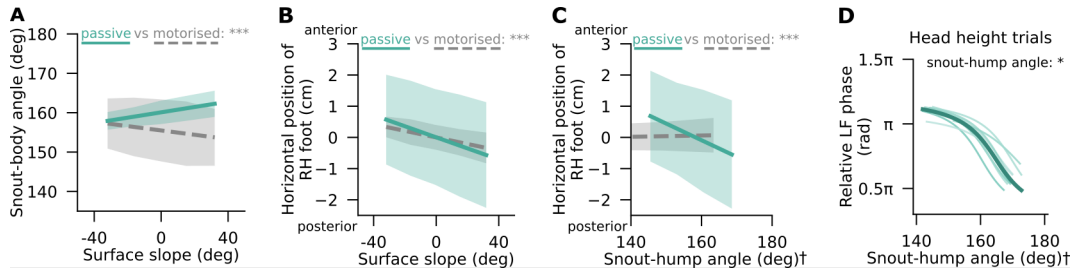 A
passive vs motorised: ***
180
170
160
150
140
Snout-body angle (deg)
-40
0
40
Surface slope (deg)
B
anterior
passive vs motorised: ***
3
2
1
0
−1
−2
posterior
Horizontal position of
RH foot (cm)
-40
0
40
Surface slope (deg)
C
anterior
passive vs motorised: ***
3
2
1
0
−1
−2
posterior
Horizontal position of
RH foot (cm)
140
160
180
Snout-hump angle (deg)†
D
Head height trials
snout-hump angle: *
1.5π
π
0.5π
Relative LF phase
(rad)
140
160
180
Snout-hump angle (deg)†